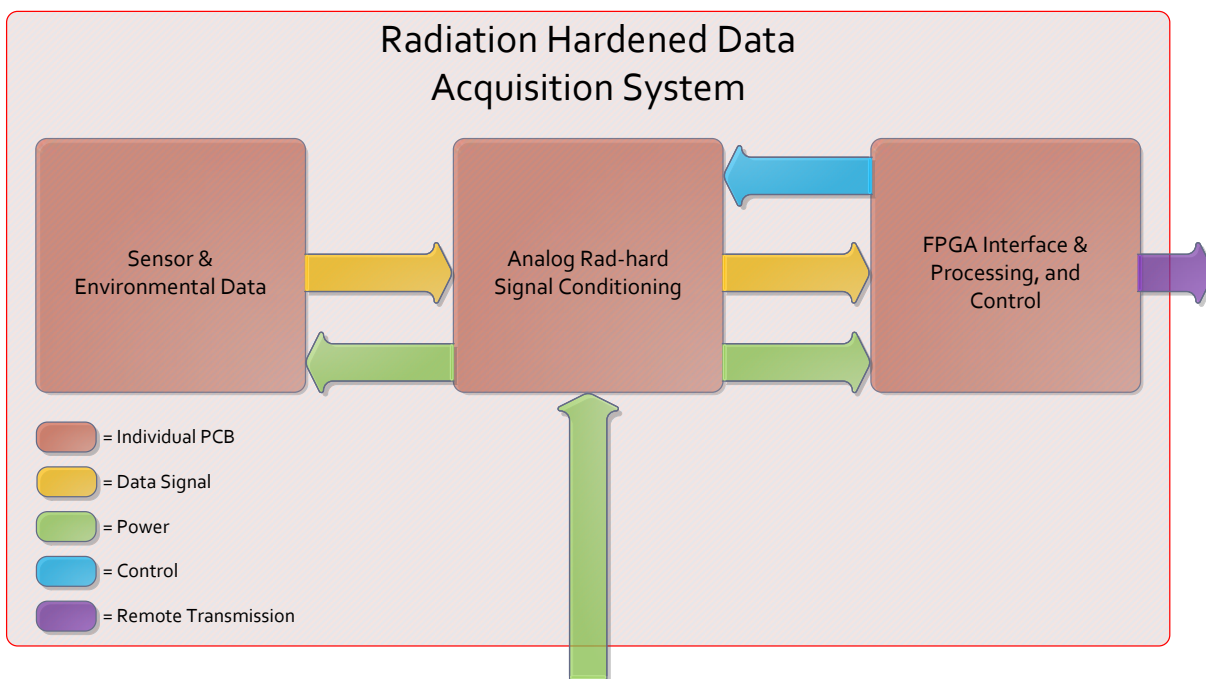 Radiation Hardened Data
Acquisition System
Sensor &
Environmental Data
Analog Rad-hard
Signal Conditioning
FPGA Interface &
Processing, and
Control
= Individual PCB
= Data Signal
= Power
= Control
= Remote Transmission